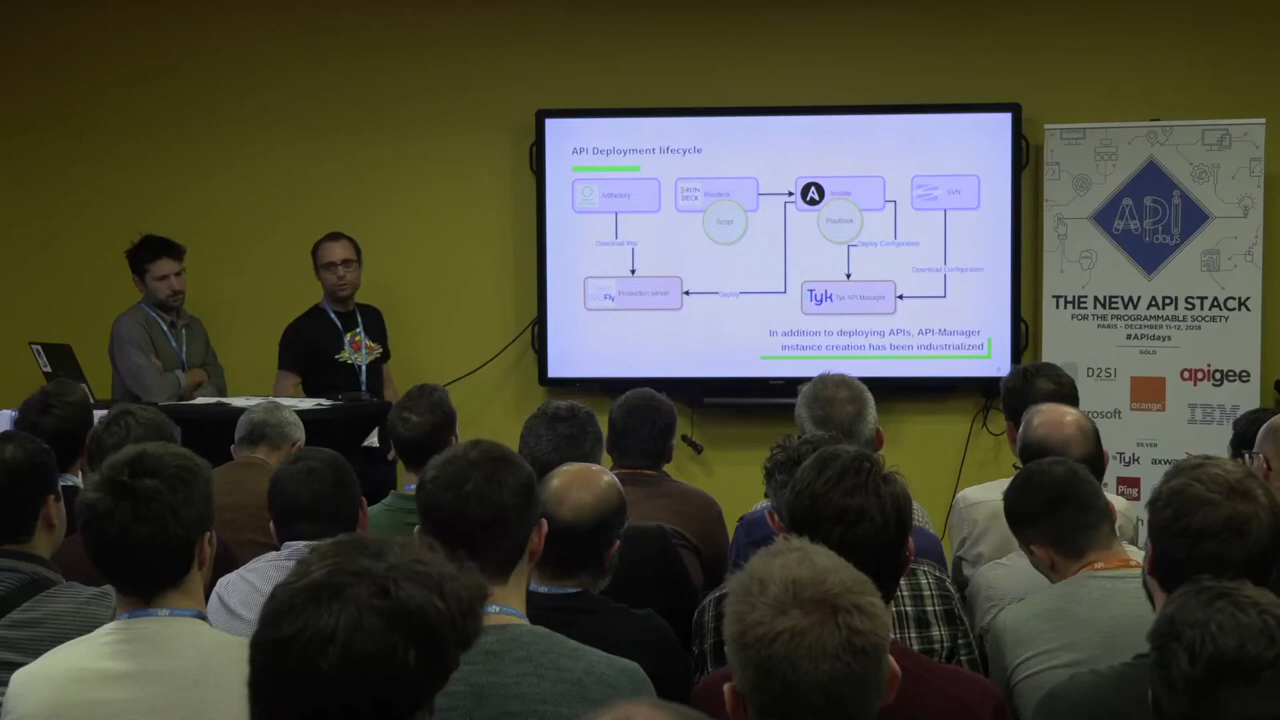 API Deployment lifecycle
Artifactory
RUN
DECK
Rundeck
Ansible
SVN
Script
PlayBook
Download War
Deploy Configuration
Download Configuration
Production server
Deploy
Tyk
Tyk API Manager
In addition to deploying APIs, API-Manager
instance creation has been industrialized
API
days
THE NEW API STACK
FOR THE PROGRAMMABLE SOCIETY
PARIS - DECEMBER 11-12, 2018
#APIdays
GOLD
D2SI
apigee
orange
IBM
SILVER
Tyk
Ping